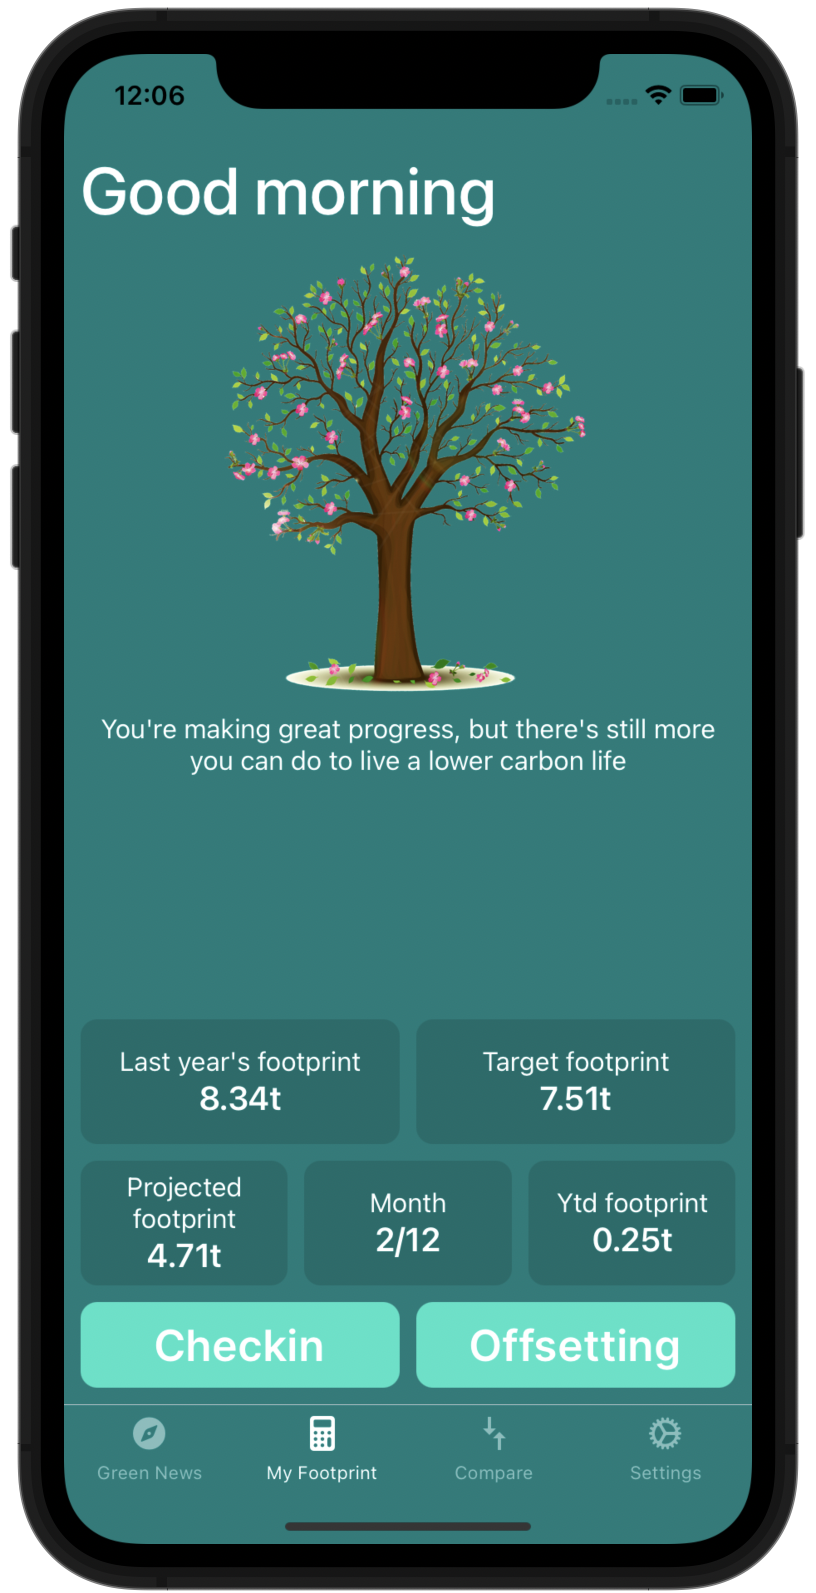 12:06
Good morning
You're making great progress, but there's still more
you can do to live a lower carbon life
Last year's footprint
8.34t
Target footprint
7.51t
Projected
footprint
4.71t
Month
2/12
Ytd footprint
0.25t
Checkin
Offsetting
Green News
My Footprint
Compare
Settings